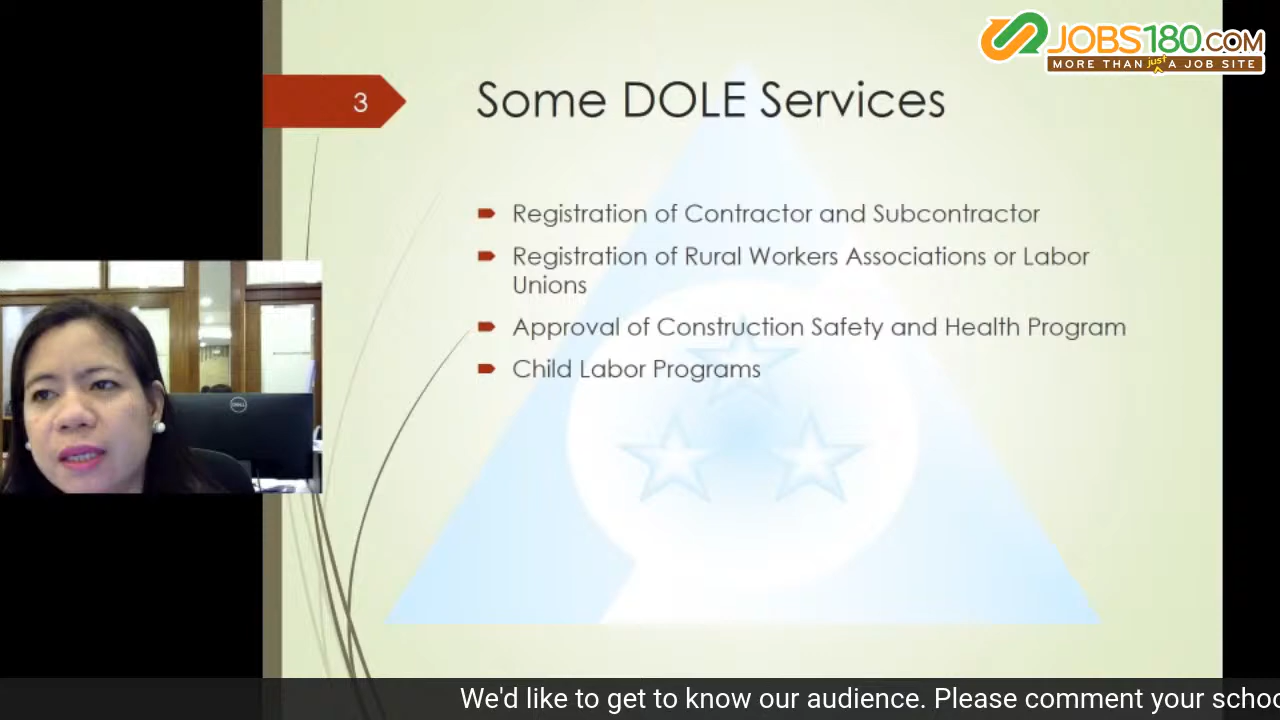 JOBS180.COM
MORE THAN just A JOB SITE
3
Some DOLE Services
Registration of Contractor and Subcontractor
Registration of Rural Workers Associations or Labor
Unions
Approval of Construction Safety and Health Program
Child Labor Programs
DELL
We'd like to get to know our audience. Please comment your schoo